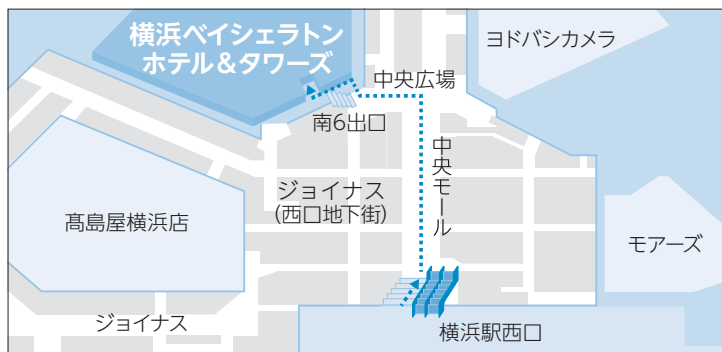 横浜ベイシェラトン
ホテル&タワーズ
ヨドバシカメラ
中央広場
南6出口
中央モール
ジョイナス
(西口地下街)
髙島屋横浜店
モアーズ
ジョイナス
横浜駅西口